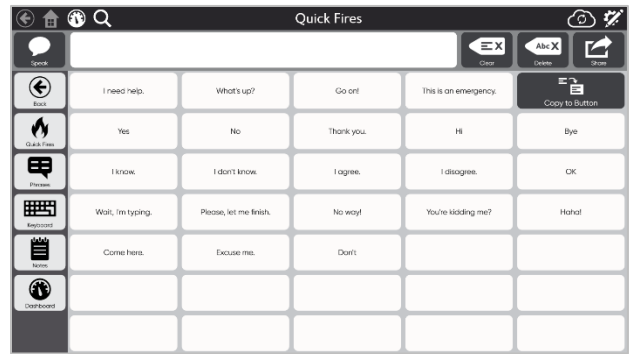 Quick Fires
Speak
X
Clear
Abc X
Delete
Share
Back
I need help.
What's up?
Go on!
This is an emergency.
Copy to Button
Quick Fires
Yes
No
Thank you.
Hi
Bye
Phrases
I know.
I don't know.
I agree.
I disagree.
OK
Keyboard
Wait, I'm typing.
Please, let me finish.
No way!
You're kidding me?
Haha!
Notes
Come here.
Excuse me.
Don't
Dashboard